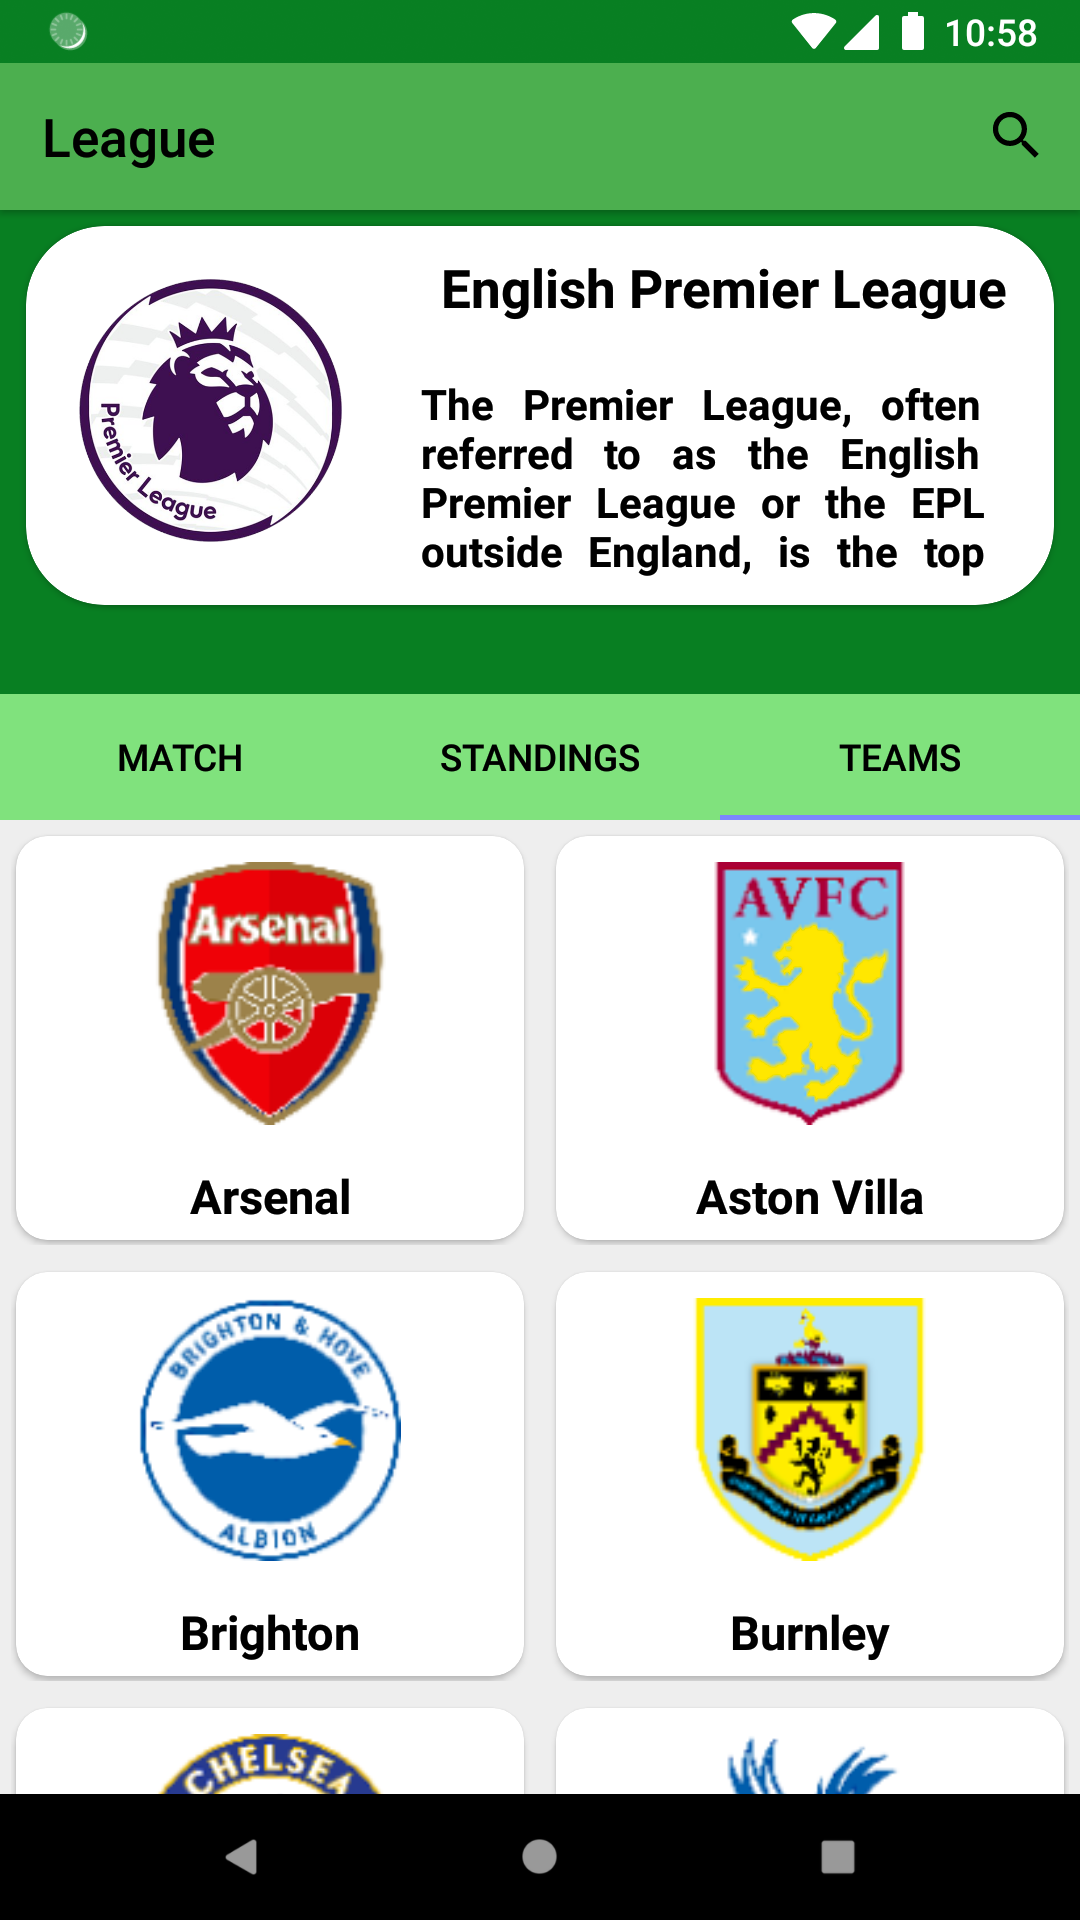 10:58
League
English Premier League
Premier League
The Premier League, often
referred to as the English
Premier League or the EPL
outside England, is the top
MATCH
STANDINGS
TEAMS
Arsenal
AVFC
Arsenal
Aston Villa
BRIGHTON & HOVE
ALBION
Brighton
Burnley
CHELSEA